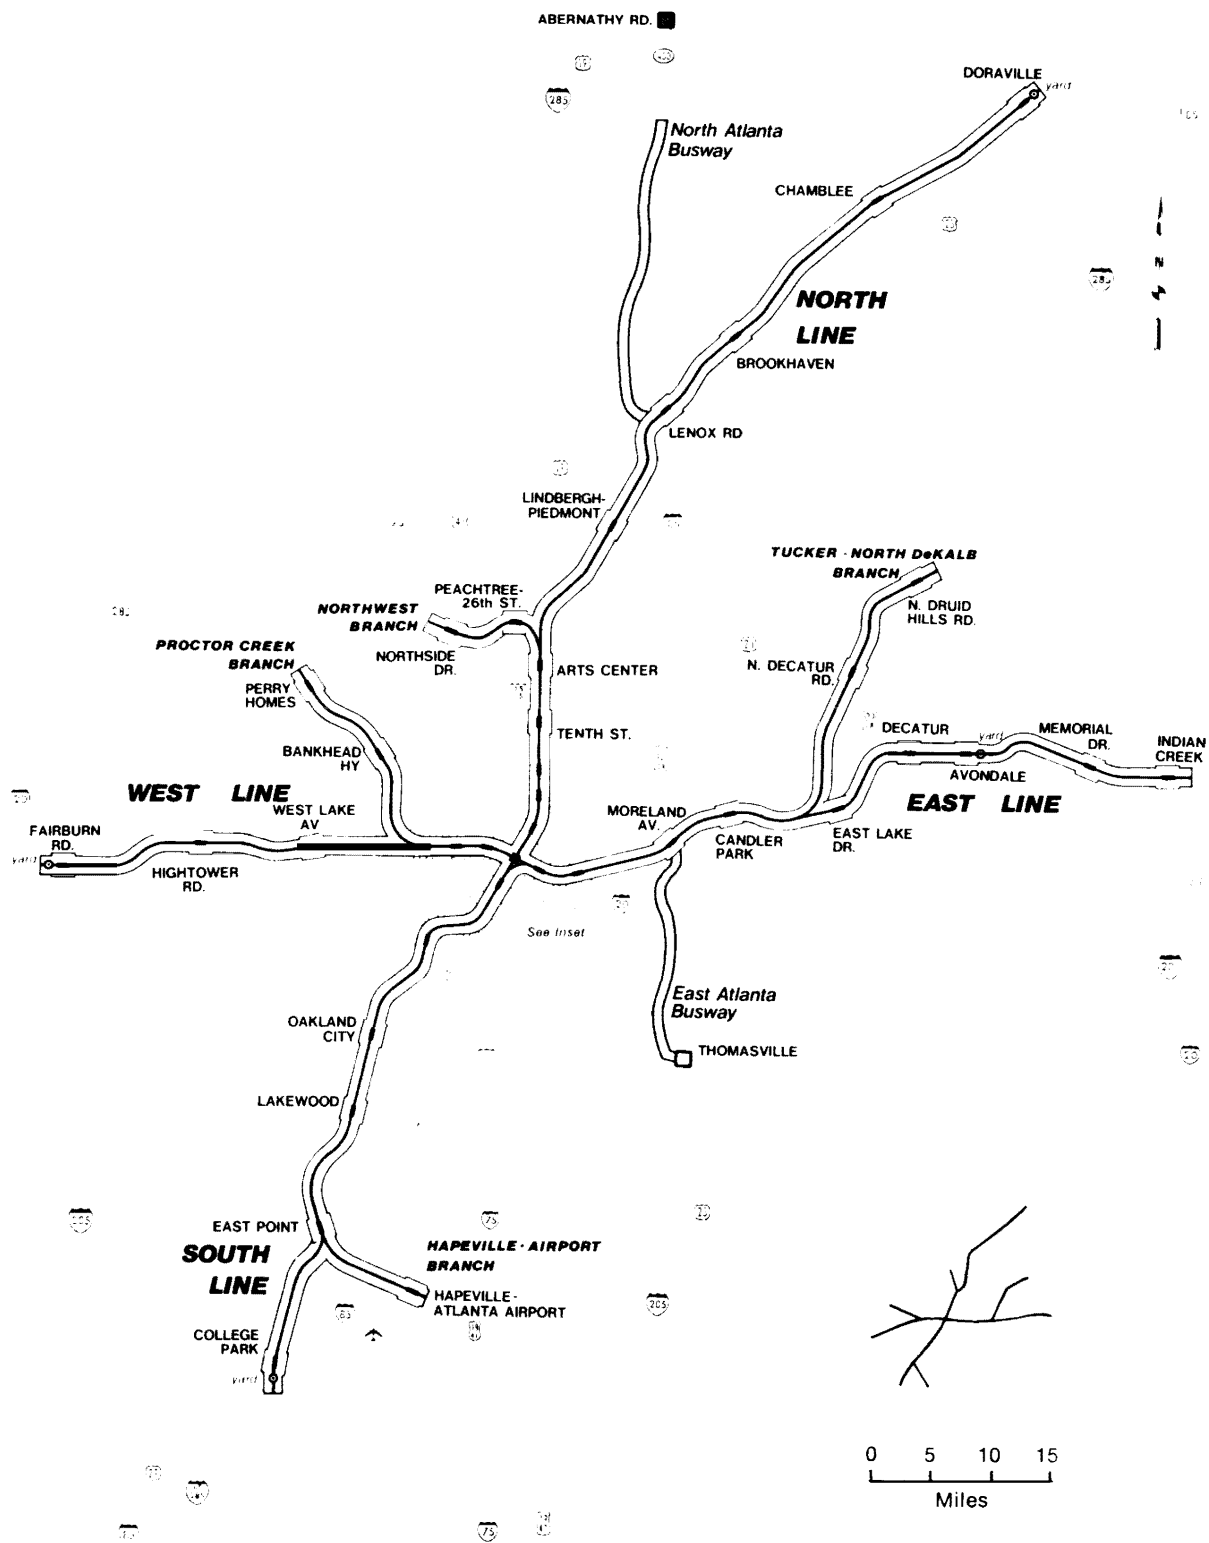 ABERNATHY RD.
285
DORAVILLE
yard
North Atlanta
Busway
CHAMBLEE
285
N
NORTH
LINE
BROOKHAVEN
LENOX RD
LINDBERGH-
PIEDMONT
TUCKER - NORTH DeKALB
BRANCH
PEACHTREE-
26th ST.
NORTHWEST
BRANCH
N. DRUID
HILLS RD.
PROCTOR CREEK
BRANCH
NORTHSIDE
DR.
ARTS CENTER
N. DECATUR
RD.
PERRY
HOMES
TENTH ST.
DECATUR
yard
MEMORIAL
DR.
INDIAN
CREEK
BANKHEAD
HY
AVONDALE
WEST LINE
EAST LINE
WEST LAKE
AV
MORELAND
AV.
FAIRBURN
RD.
yard
CANDLER
PARK
EAST LAKE
DR.
HIGHTOWER
RD.
20
See Inset
20
East Atlanta
Busway
OAKLAND
CITY
THOMASVILLE
20
LAKEWOOD
EAST POINT
75
SOUTH
LINE
HAPEVILLE - AIRPORT
BRANCH
HAPEVILLE -
ATLANTA AIRPORT
85
COLLEGE
PARK
yard
0 5 10 15
Miles
75